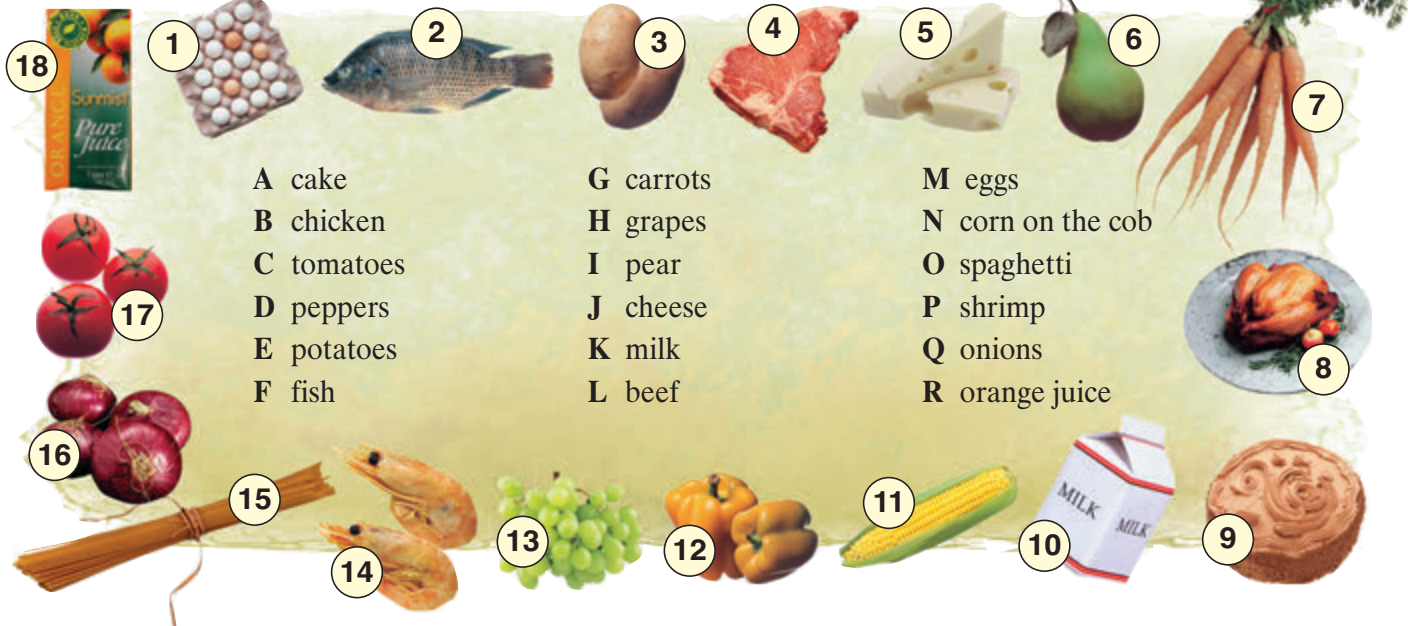 1
2
3
4
5
6
7
8
9
10
11
12
13
14
15
16
17
18
ORANGE
Sunmist
Pure
Juice
A cake
B chicken
C tomatoes
D peppers
E potatoes
F fish
G carrots
H grapes
I pear
J cheese
K milk
L beef
M eggs
N corn on the cob
O spaghetti
P shrimp
Q onions
R orange juice
MILK
MILK